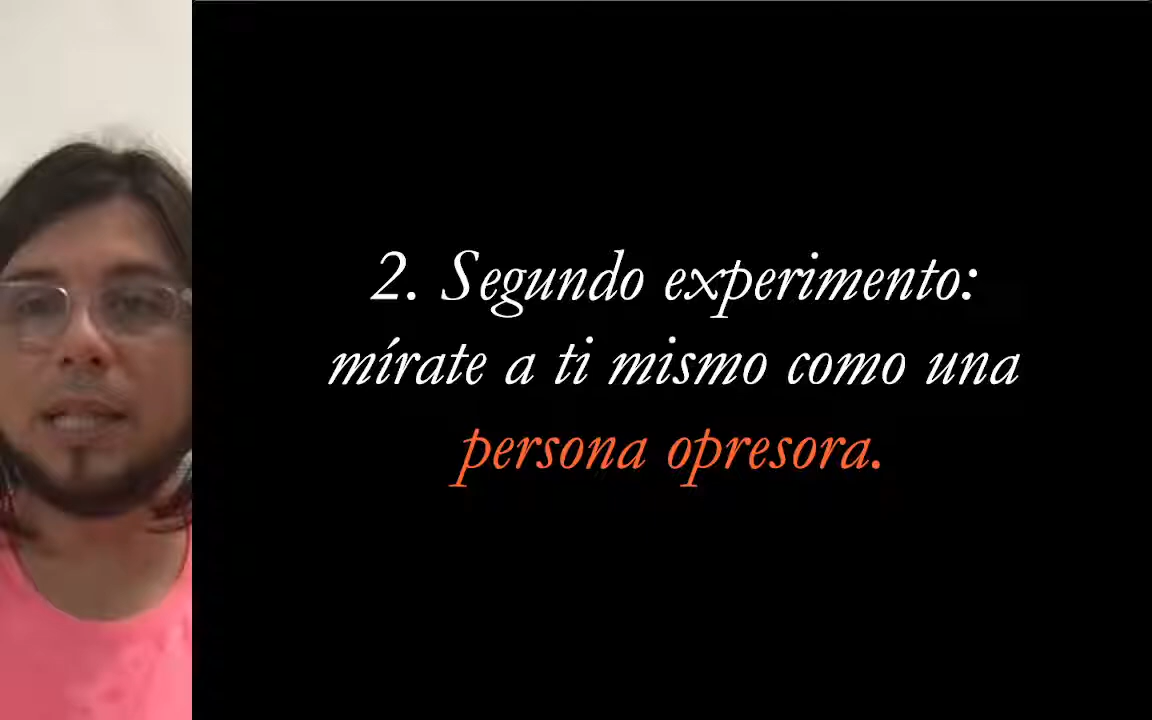 2. Segundo experimento:
mírate a ti mismo como una
persona opresora.